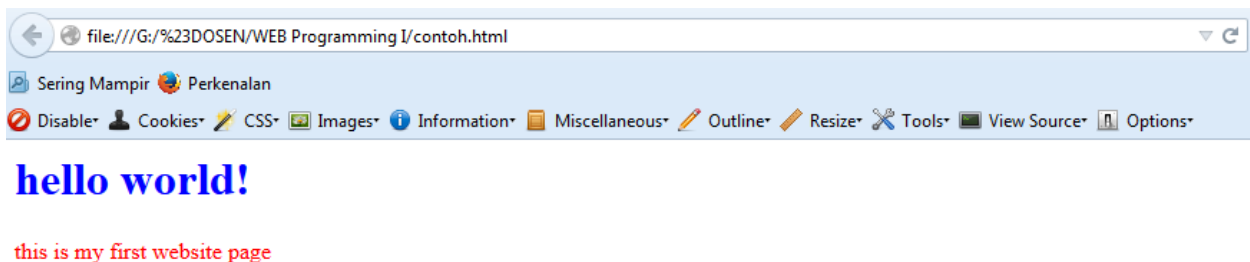 file:///G:/%23DOSEN/WEB Programming I/contoh.html
Sering Mampir Perkenalan
Disable Cookies CSS Images Information Miscellaneous Outline Resize Tools View Source Options
hello world!
this is my first website page